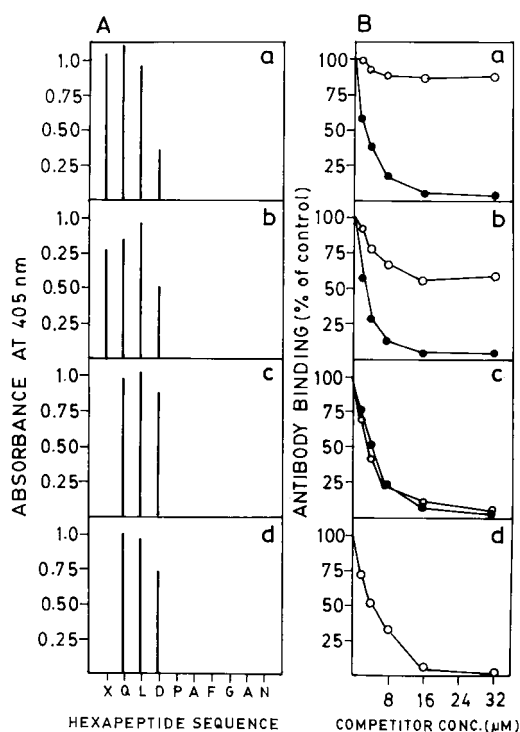 A
B
ABSORBANCE AT 405 nm
a
1.0
0.75
0.50
0.25
b
1.0
0.25
0.50
0.25
c
1.0
0.75
0.50
0.25
d
1.0
0.75
0.50
0.25
X Q L D P A F G A N
HEXAPEPTIDE SEQUENCE
ANTIBODY BINDING (% of control)
a
100
75
50
25
b
100
75
50
25
c
100
75
50
25
d
100
75
50
25
8 16 24 32
COMPETITOR CONC.(µM)